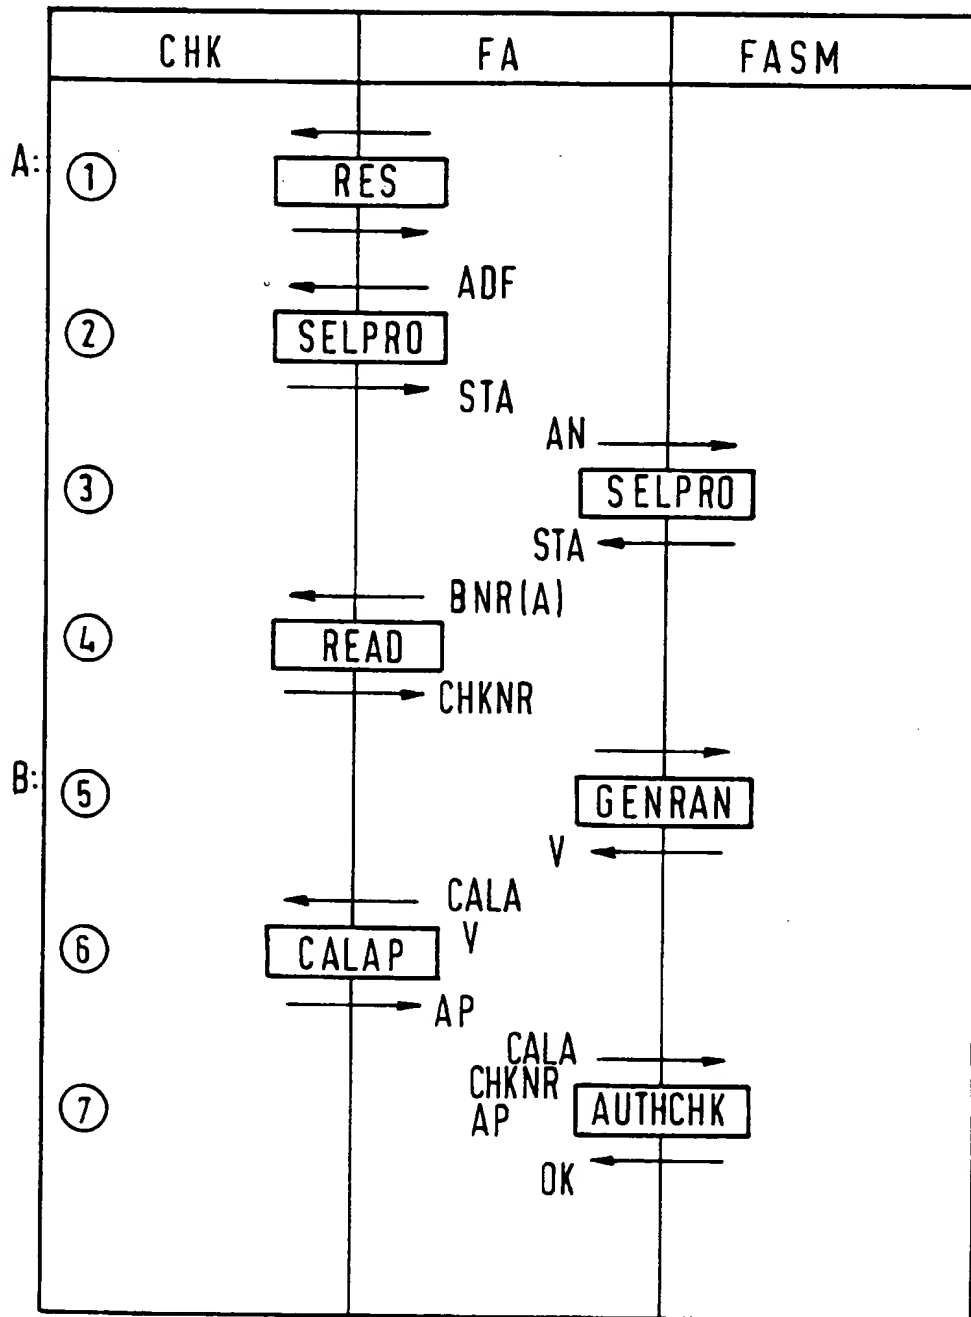 CHK FA FASM
A:
1
RES
ADF
2
SELPRO
STA
AN
3
SELPRO
STA
BNR(A)
4
READ
CHKNR
B:
5
GENRAN
V
CALA
V
6
CALAP
AP
CALA
CHKNR
AP
7
AUTHCHK
OK